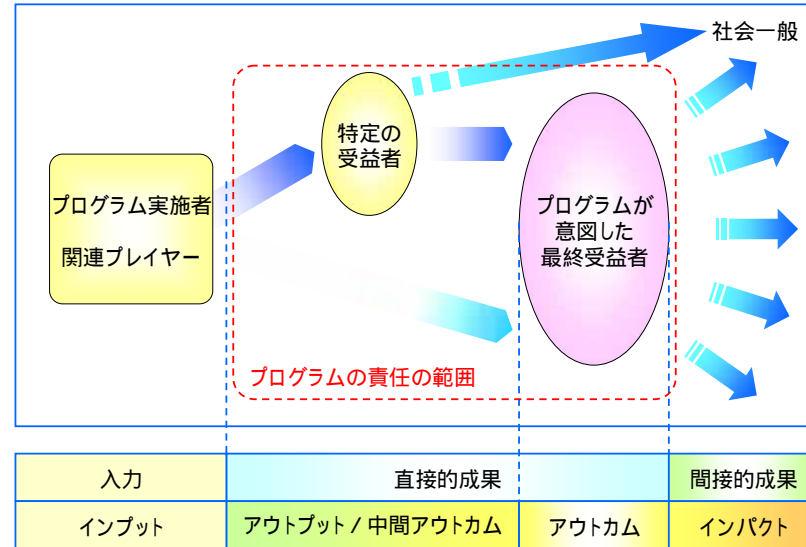 社会一般
特定の
受益者
プログラム実施者
関連プレイヤー
プログラムが
意図した
最終受益者
プログラムの責任の範囲
入力
直接的成果
間接的成果
インプット
アウトプット / 中間アウトカム
アウトカム
インパクト